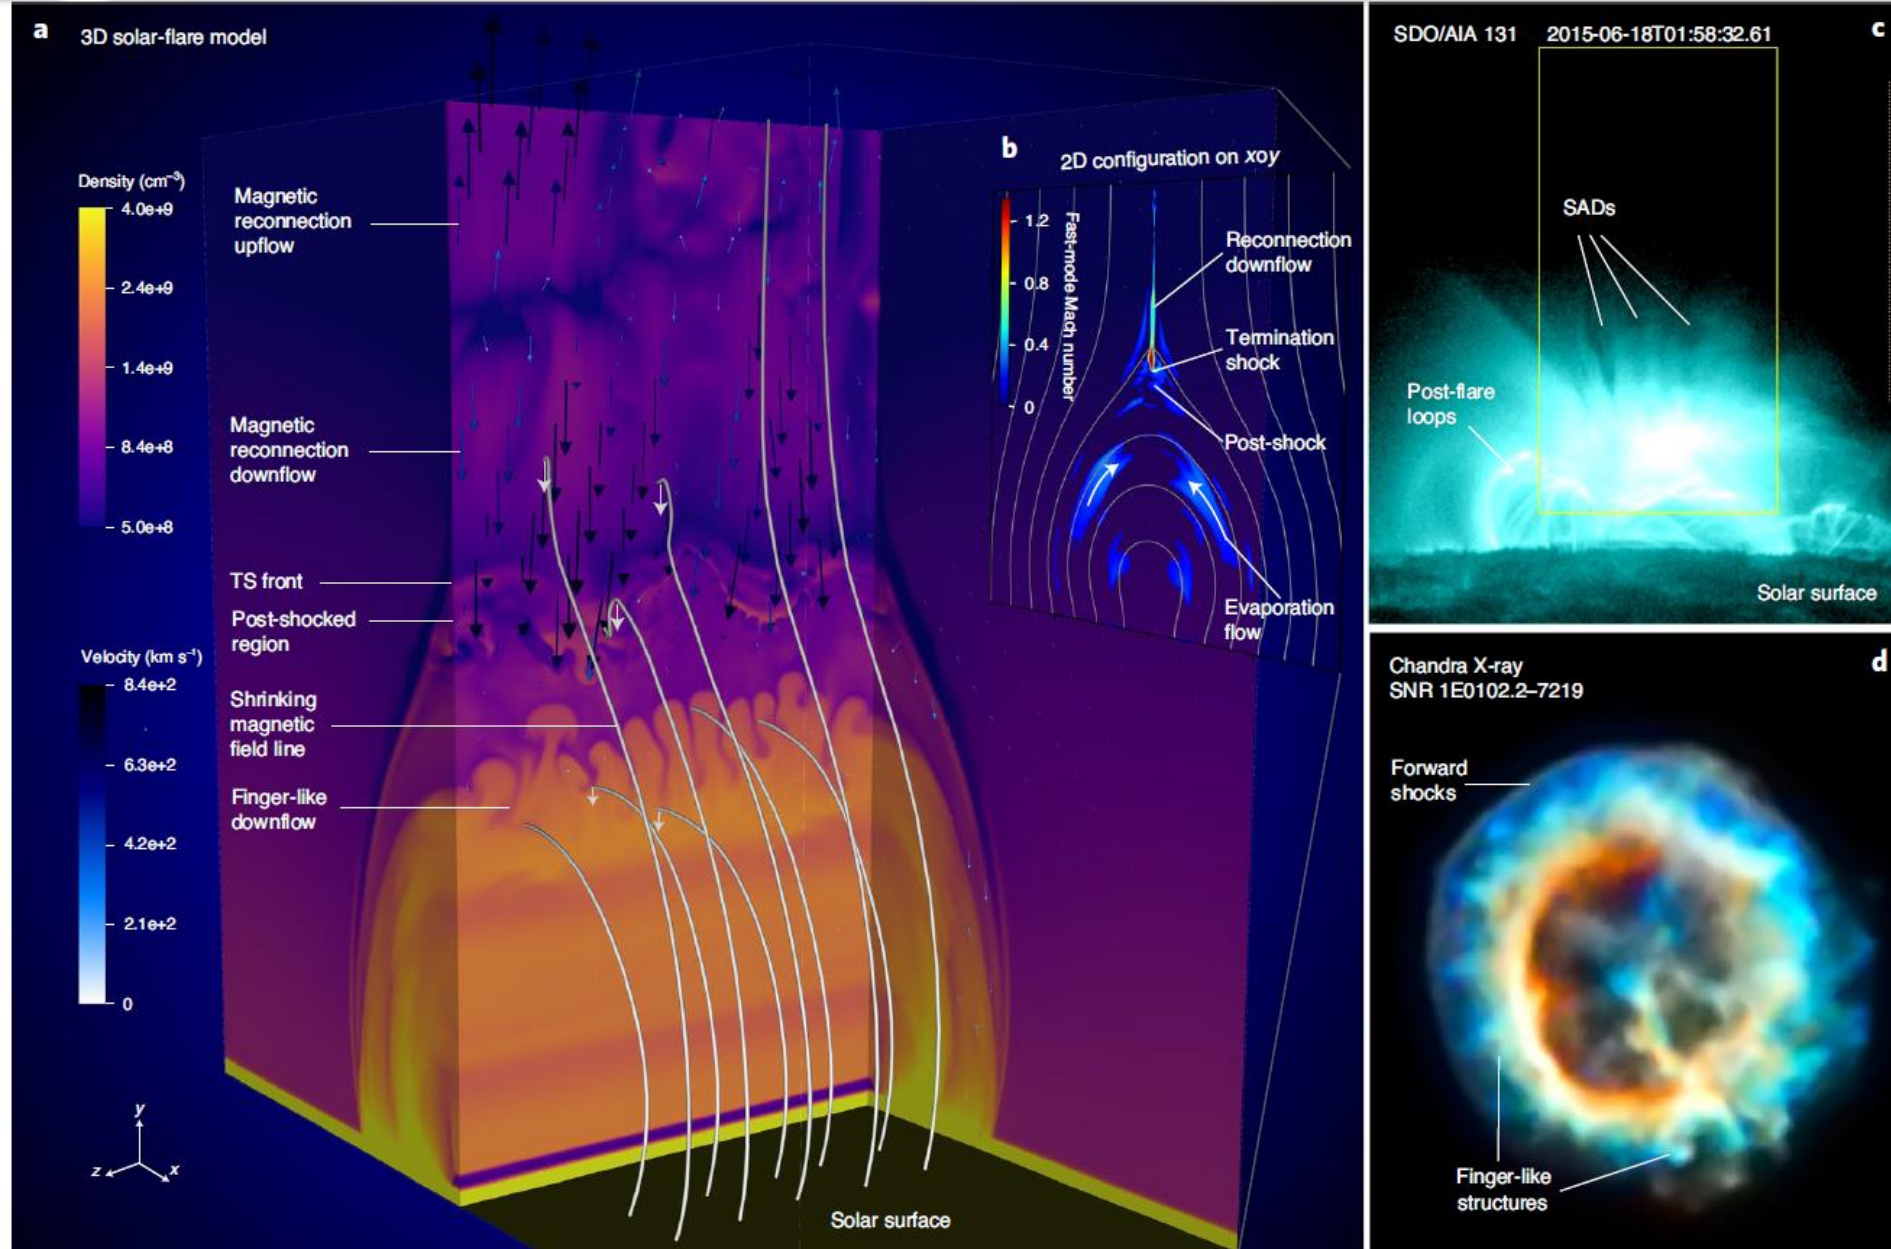 a
3D solar-flare model
Density (cm⁻³)
4.0e+9
2.4e+9
1.4e+9
8.4e+8
5.0e+8
Velocity (km s⁻¹)
8.4e+2
6.3e+2
4.2e+2
2.1e+2
0
Magnetic
reconnection
upflow
Magnetic
reconnection
downflow
TS front
Post-shocked
region
Shrinking
magnetic
field line
Finger-like
downflow
y
z
x
Solar surface
b
2D configuration on xoy
1.2
0.8
0.4
0
Fast-mode Mach number
Reconnection
downflow
Termination
shock
Post-shock
Evaporation
flow
SDO/AIA 131 2015-06-18T01:58:32.61
c
SADs
Post-flare
loops
Solar surface
Chandra X-ray
d
SNR 1E0102.2–7219
Forward
shocks
Finger-like
structures